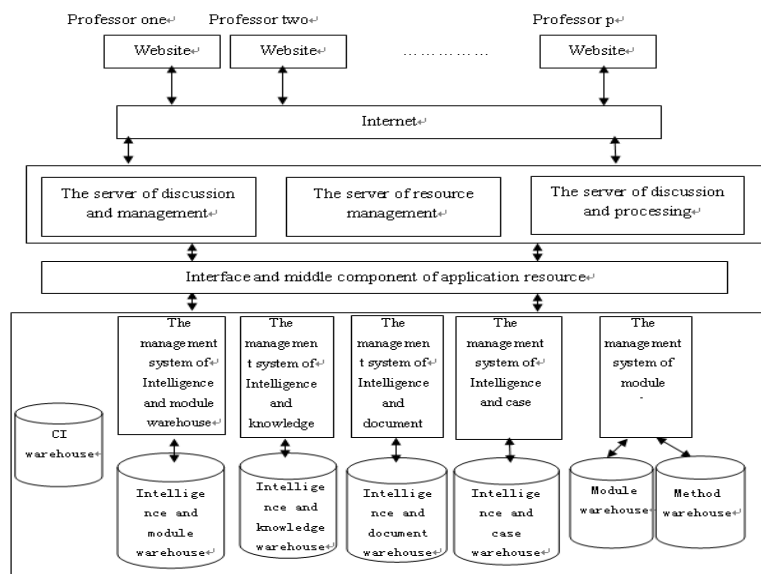 Professor one
Professor two
Professor p
Website
Website
……………
Website
Internet
The server of discussion
and management
The server of resource
management
The server of discussion
and processing
Interface and middle component of application resource
The
management
system of
Intelligence
and module
warehouse
The
managemen
t system of
Intelligence
and
knowledge
The
managemen
t system of
Intelligence
and
document
The
management
system of
Intelligence
and case
The
management
system of
module
CI
warehouse
Intellige
nce and
module
warehouse
Intellige
nce and
knowledge
warehouse
Intellige
nce and
document
warehouse
Intellige
nce and
case
warehouse
Module
warehouse
Method
warehouse